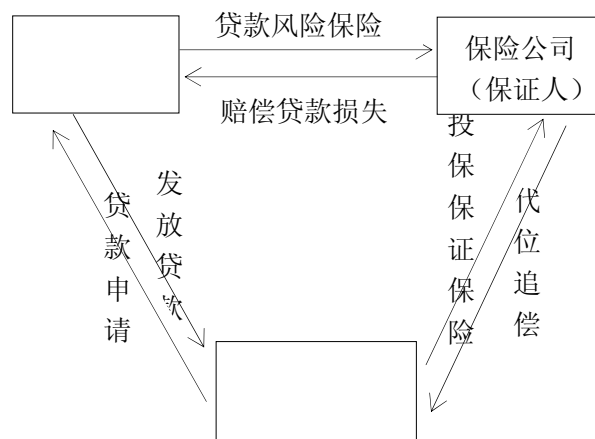 贷款风险保险
保险公司
（保证人）
赔偿贷款损失
发放贷款
贷款申请
投保保证保险
代位追偿